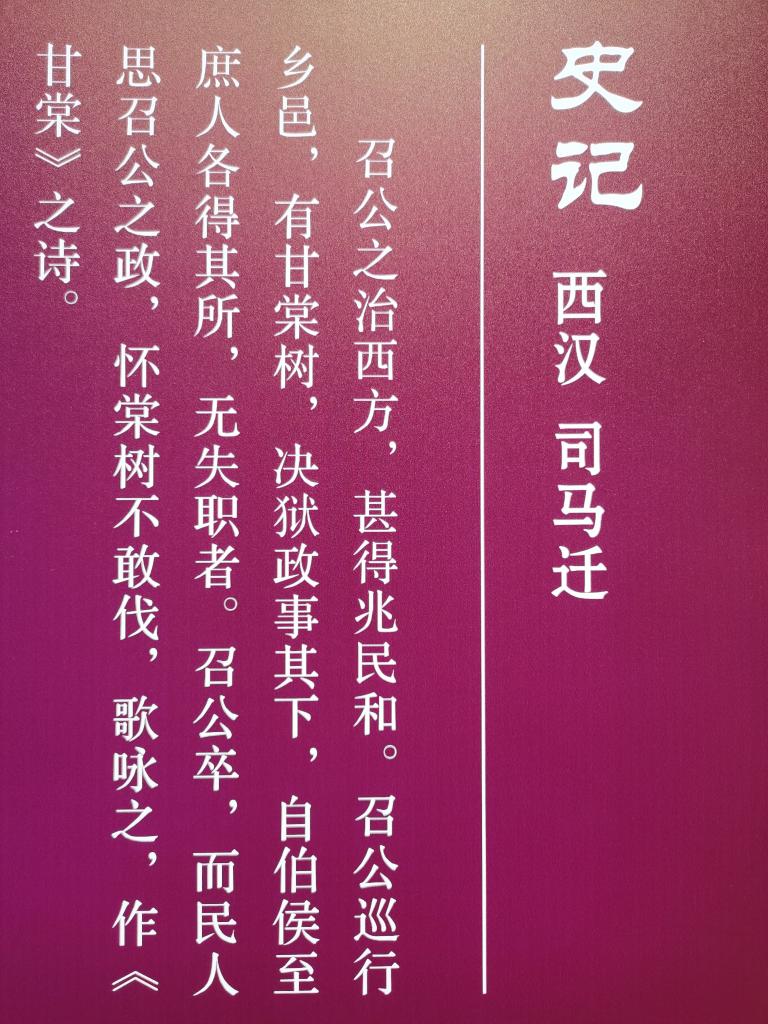 史记 西汉 司马迁
召公之治西方，甚得兆民和。召公巡行
乡邑，有甘棠树，决狱政事其下，自伯侯至
庶人各得其所，无失职者。召公卒，而民人
思召公之政，怀棠树不敢伐，歌咏之，作《
甘棠》之诗。